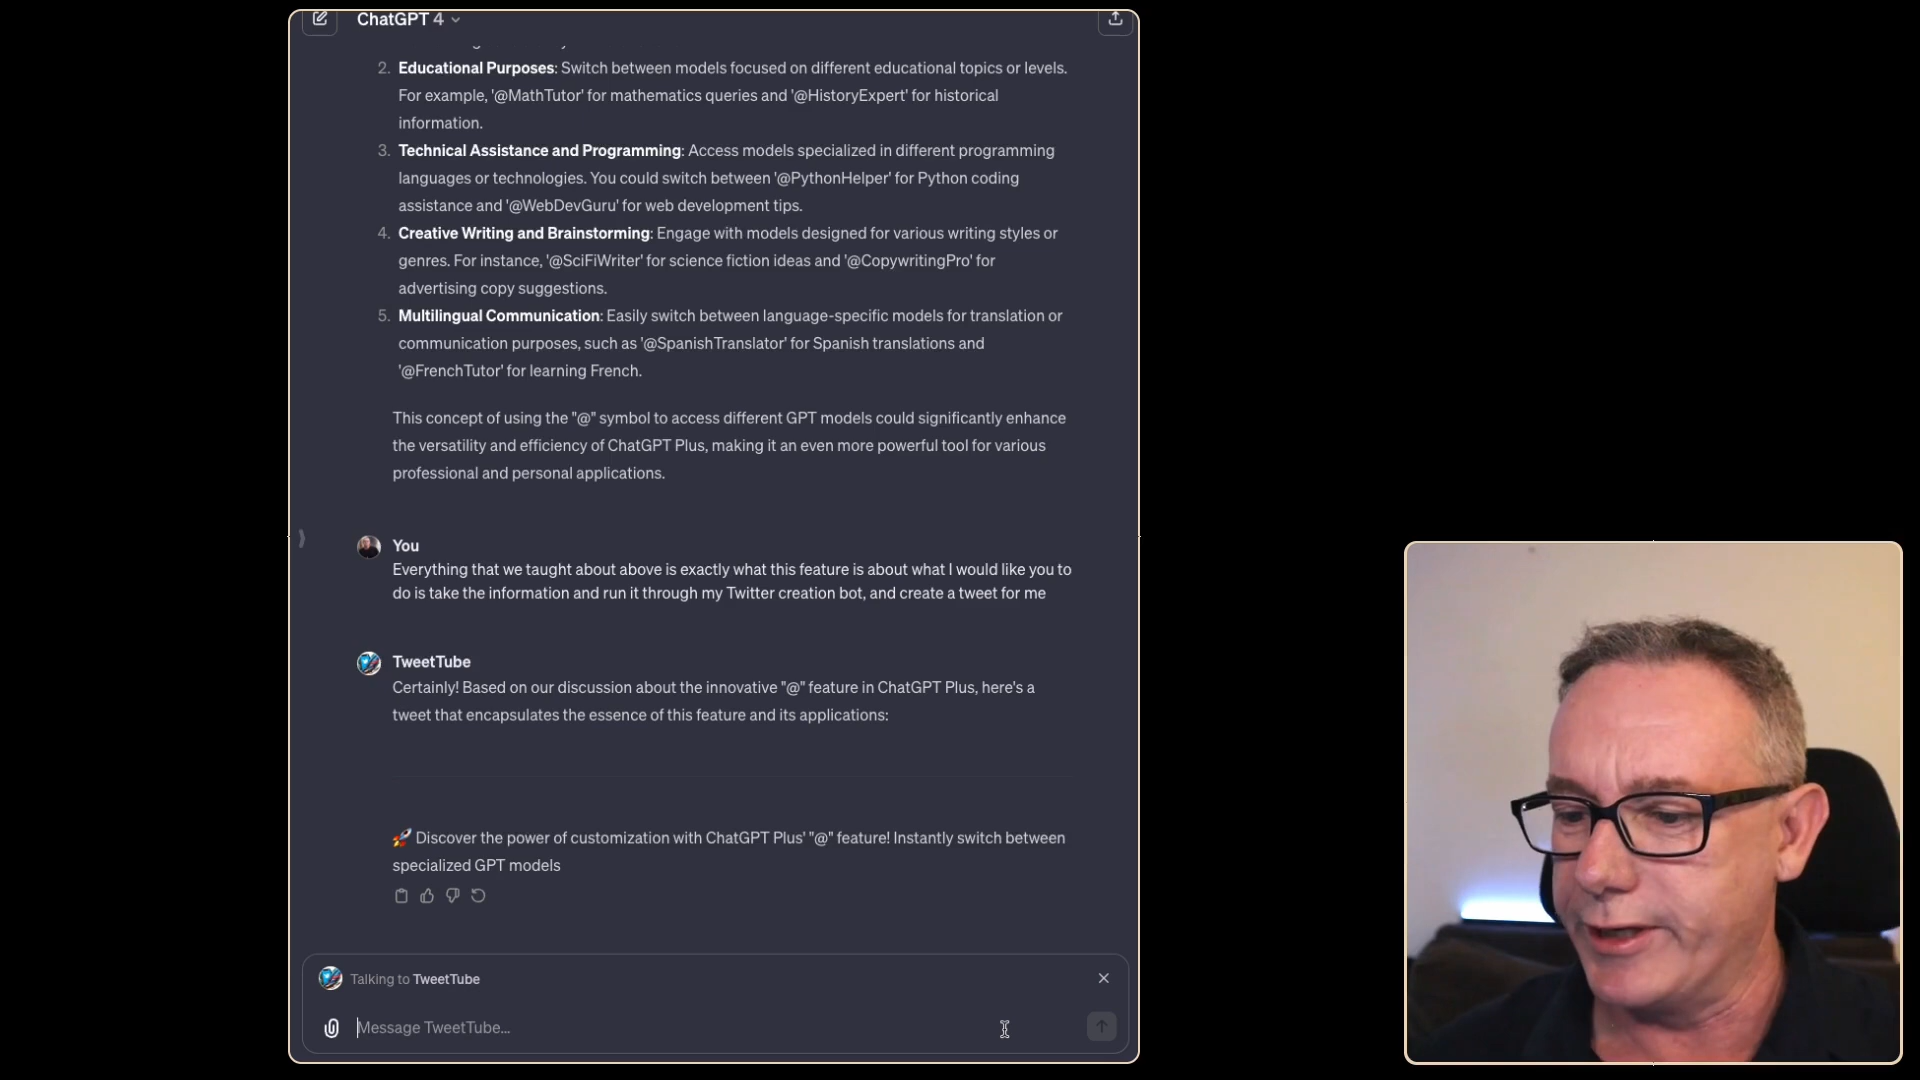 ChatGPT 4
2. Educational Purposes: Switch between models focused on different educational topics or levels.
For example, '@MathTutor' for mathematics queries and '@HistoryExpert' for historical
information.
3. Technical Assistance and Programming: Access models specialized in different programming
languages or technologies. You could switch between '@PythonHelper' for Python coding
assistance and '@WebDevGuru' for web development tips.
4. Creative Writing and Brainstorming: Engage with models designed for various writing styles or
genres. For instance, '@SciFiWriter' for science fiction ideas and '@CopywritingPro' for
advertising copy suggestions.
5. Multilingual Communication: Easily switch between language-specific models for translation or
communication purposes, such as '@SpanishTranslator' for Spanish translations and
'@FrenchTutor' for learning French.
This concept of using the "@" symbol to access different GPT models could significantly enhance
the versatility and efficiency of ChatGPT Plus, making it an even more powerful tool for various
professional and personal applications.
You
Everything that we taught about above is exactly what this feature is about what I would like you to
do is take the information and run it through my Twitter creation bot, and create a tweet for me
TweetTube
Certainly! Based on our discussion about the innovative "@" feature in ChatGPT Plus, here's a
tweet that encapsulates the essence of this feature and its applications:
🚀 Discover the power of customization with ChatGPT Plus' "@" feature! Instantly switch between
specialized GPT models
Talking to TweetTube
Message TweetTube...